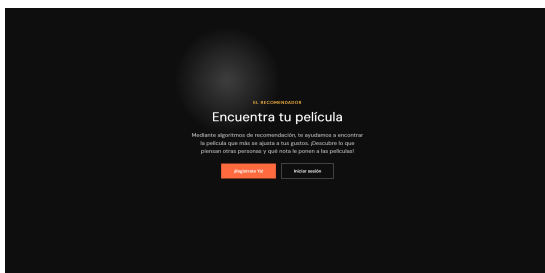 EL RECOMENDADOR
Encuentra tu película
Mediante algoritmos de recomendación, te ayudamos a encontrar
la película que más se ajusta a tus gustos. ¡Descubre lo que
piensan otras personas y qué nota le ponen a las películas!
¡Regístrate Ya!
Iniciar sesión